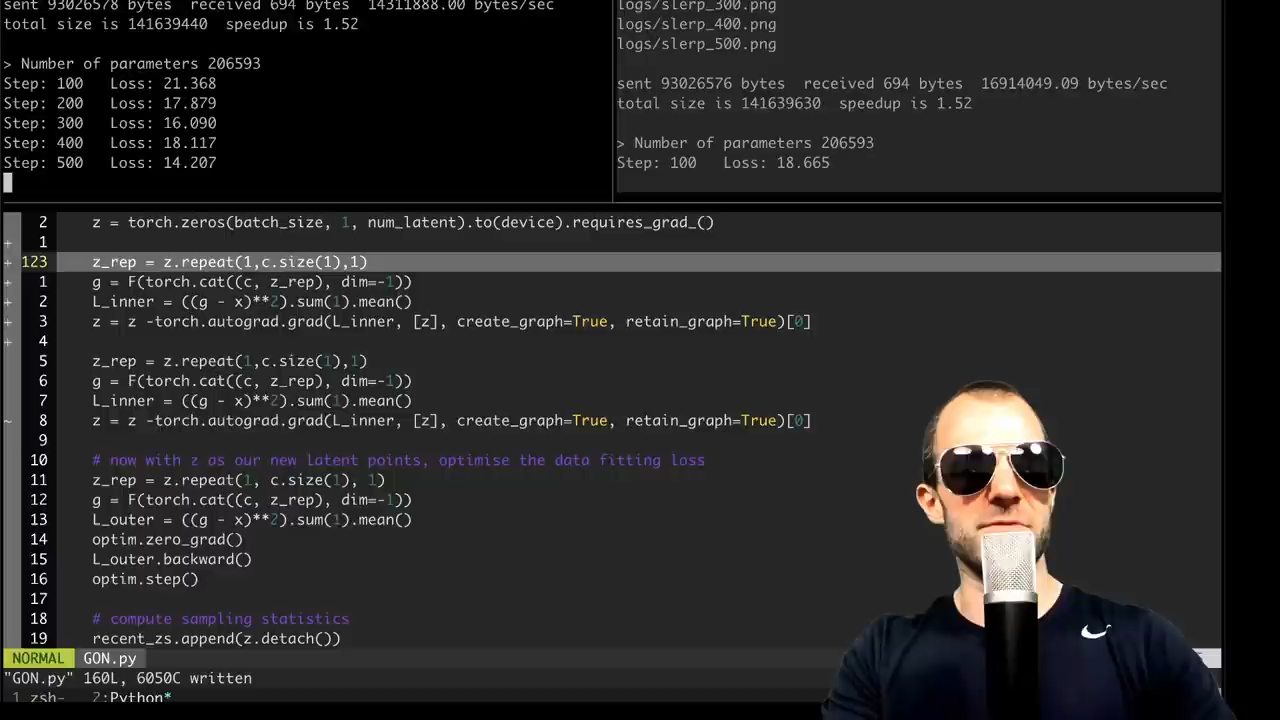 sent 93026578 bytes  received 694 bytes  14311888.00 bytes/sec
total size is 141639440  speedup is 1.52
> Number of parameters 206593
Step: 100   Loss: 21.368
Step: 200   Loss: 17.879
Step: 300   Loss: 16.090
Step: 400   Loss: 18.117
Step: 500   Loss: 14.207
logs/slerp_300.png
logs/slerp_400.png
logs/slerp_500.png
sent 93026576 bytes  received 694 bytes  16914049.09 bytes/sec
total size is 141639630  speedup is 1.52
> Number of parameters 206593
Step: 100   Loss: 18.665
2 z = torch.zeros(batch_size, 1, num_latent).to(device).requires_grad_()
+ 1
+ 123 z_rep = z.repeat(1,c.size(1),1)
+ 1 g = F(torch.cat((c, z_rep), dim=-1))
+ 2 L_inner = ((g - x)**2).sum(1).mean()
+ 3 z = z -torch.autograd.grad(L_inner, [z], create_graph=True, retain_graph=True)[0]
+ 4
5 z_rep = z.repeat(1,c.size(1),1)
6 g = F(torch.cat((c, z_rep), dim=-1))
7 L_inner = ((g - x)**2).sum(1).mean()
~ 8 z = z -torch.autograd.grad(L_inner, [z], create_graph=True, retain_graph=True)[0]
9
10 # now with z as our new latent points, optimise the data fitting loss
11 z_rep = z.repeat(1, c.size(1), 1)
12 g = F(torch.cat((c, z_rep), dim=-1))
13 L_outer = ((g - x)**2).sum(1).mean()
14 optim.zero_grad()
15 L_outer.backward()
16 optim.step()
17
18 # compute sampling statistics
19 recent_zs.append(z.detach())
NORMAL GON.py
"GON.py" 160L, 6050C written
1 zsh-  2:Python*